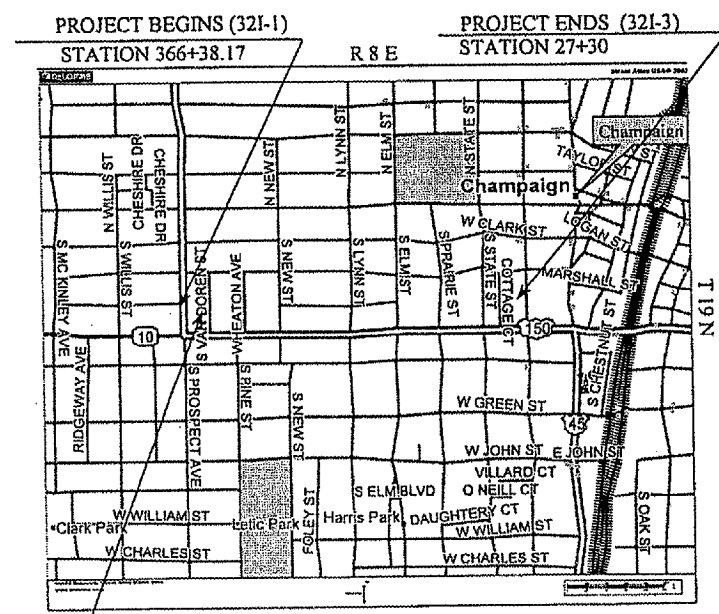 PROJECT BEGINS (32I-1)
STATION 366+38.17
R 8 E
PROJECT ENDS (32I-3)
STATION 27+30
Champaign
Champaign
N WILLIS ST
CHESHIRE DR
CHESHIRE DR
N NEW ST
N LYNN ST
N ELM ST
N STATE ST
TAYLOR ST
ST
W CLARK ST
LOGAN ST
MARSHALL ST
S MC KINLEY AVE
S WILLIS ST
S VAN DOREN ST
WHEATON AVE
S NEW ST
S LYNN ST
S ELM ST
S PRAIRIE ST
S STATE ST
COTTAGE CT
S CHESTNUT ST
T 19 N
10
150
45
RIDGEWAY AVE
S PROSPECT AVE
S PINE ST
S NEW ST
W GREEN ST
W JOHN ST
E JOHN ST
VILLARD CT
S ELM BLVD
O NEILL CT
Clark Park
W WILLIAM ST
Park
FOLEY ST
Harris Park
DAUGHTERY CT
W WILLIAM ST
S OAK ST
W CHARLES ST
W CHARLES ST